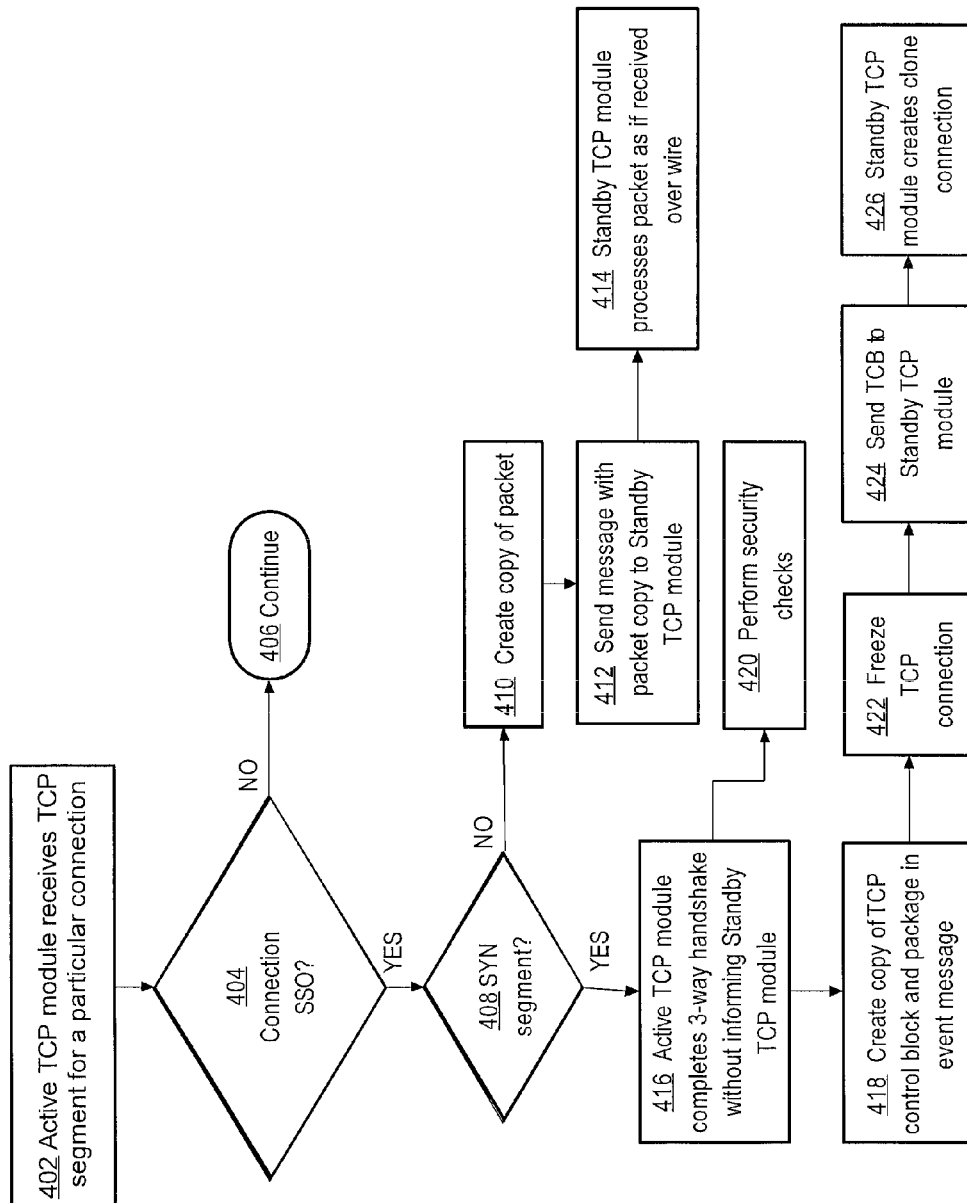 402 Active TCP module receives TCP
segment for a particular connection
404
Connection
SSO?
NO
406 Continue
YES
408 SYN
segment?
NO
410 Create copy of packet
412 Send message with
packet copy to Standby
TCP module
414 Standby TCP module
processes packet as if received
over wire
YES
416 Active TCP module
completes 3-way handshake
without informing Standby
TCP module
420 Perform security
checks
418 Create copy of TCP
control block and package in
event message
422 Freeze
TCP
connection
424 Send TCB to
Standby TCP
module
426 Standby TCP
module creates clone
connection